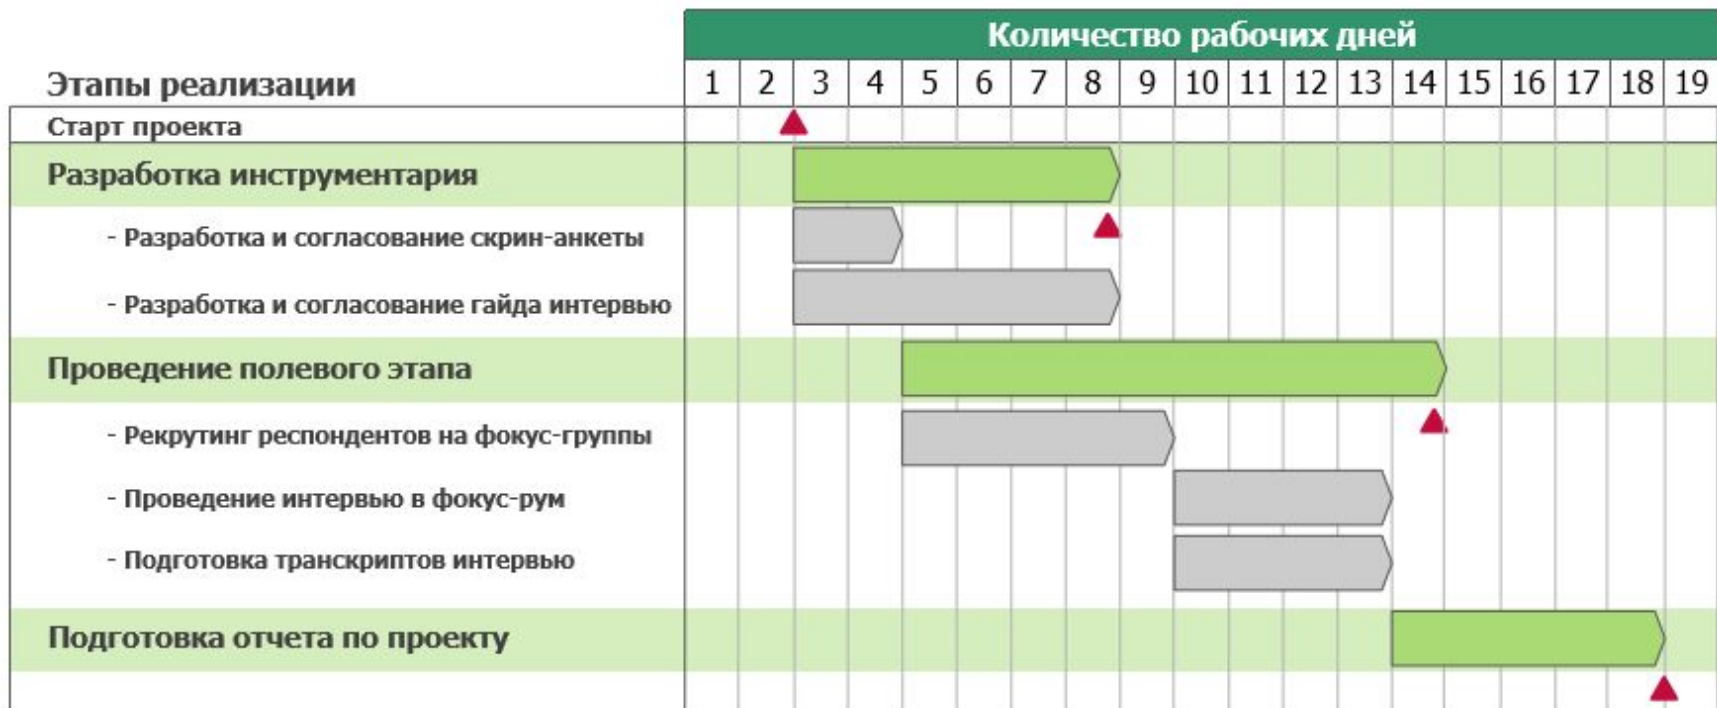 Количество рабочих дней
Этапы реализации 1 2 3 4 5 6 7 8 9 10 11 12 13 14 15 16 17 18 19
Старт проекта
Разработка инструментария
- Разработка и согласование скрин-анкеты
- Разработка и согласование гайда интервью
Проведение полевого этапа
- Рекрутинг респондентов на фокус-группы
- Проведение интервью в фокус-рум
- Подготовка транскриптов интервью
Подготовка отчета по проекту